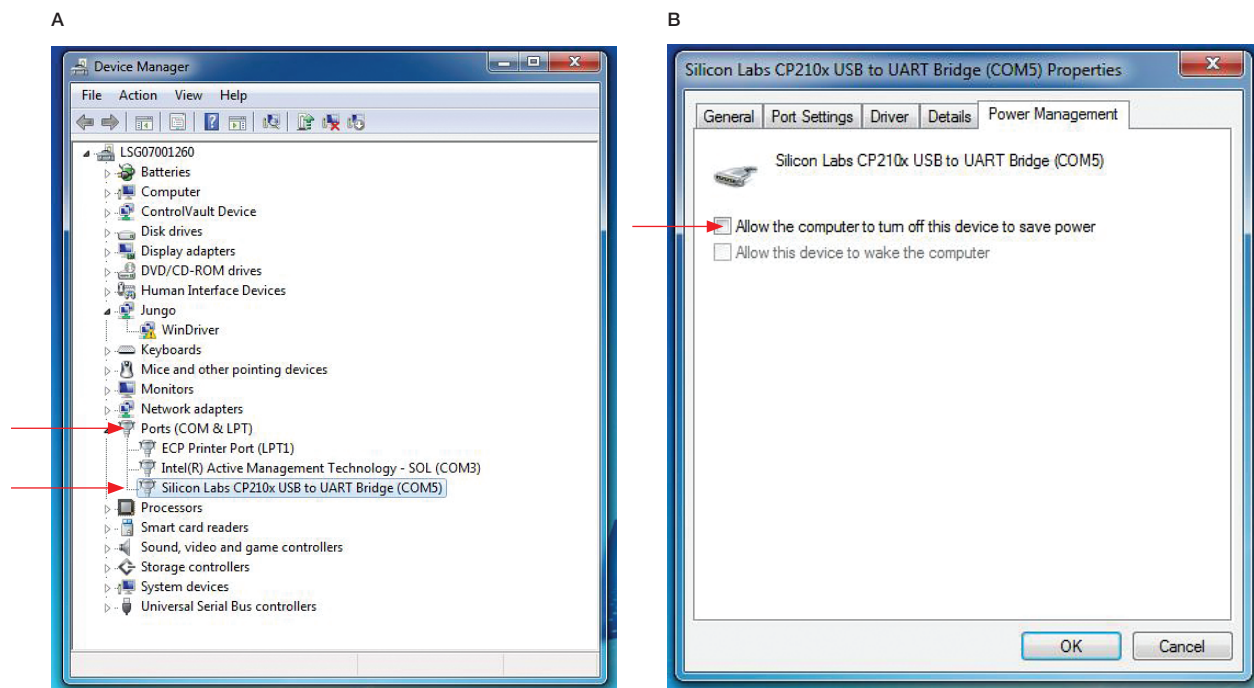 A
Device Manager
File Action View Help
LSG07001260
Batteries
Computer
ControlVault Device
Disk drives
Display adapters
DVD/CD-ROM drives
Human Interface Devices
Jungo
WinDriver
Keyboards
Mice and other pointing devices
Monitors
Network adapters
Ports (COM & LPT)
ECP Printer Port (LPT1)
Intel(R) Active Management Technology - SOL (COM3)
Silicon Labs CP210x USB to UART Bridge (COM5)
Processors
Smart card readers
Sound, video and game controllers
Storage controllers
System devices
Universal Serial Bus controllers
B
Silicon Labs CP210x USB to UART Bridge (COM5) Properties
General Port Settings Driver Details Power Management
Silicon Labs CP210x USB to UART Bridge (COM5)
Allow the computer to turn off this device to save power
Allow this device to wake the computer
OK Cancel